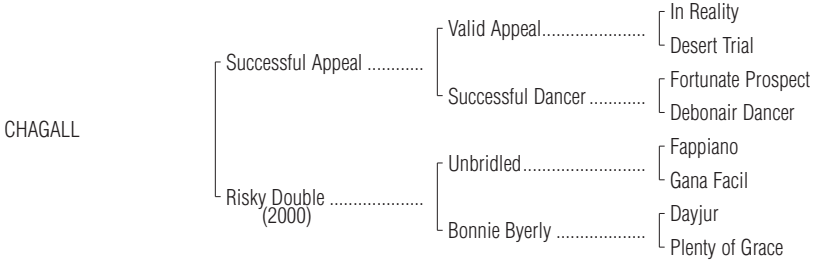 In Reality
Valid Appeal......................
Desert Trial
Successful Appeal ............
Fortunate Prospect
Successful Dancer ............
Debonair Dancer
CHAGALL
Fappiano
Unbridled..........................
Gana Facil
Risky Double ....................
(2000)
Dayjur
Bonnie Byerly ...................
Plenty of Grace